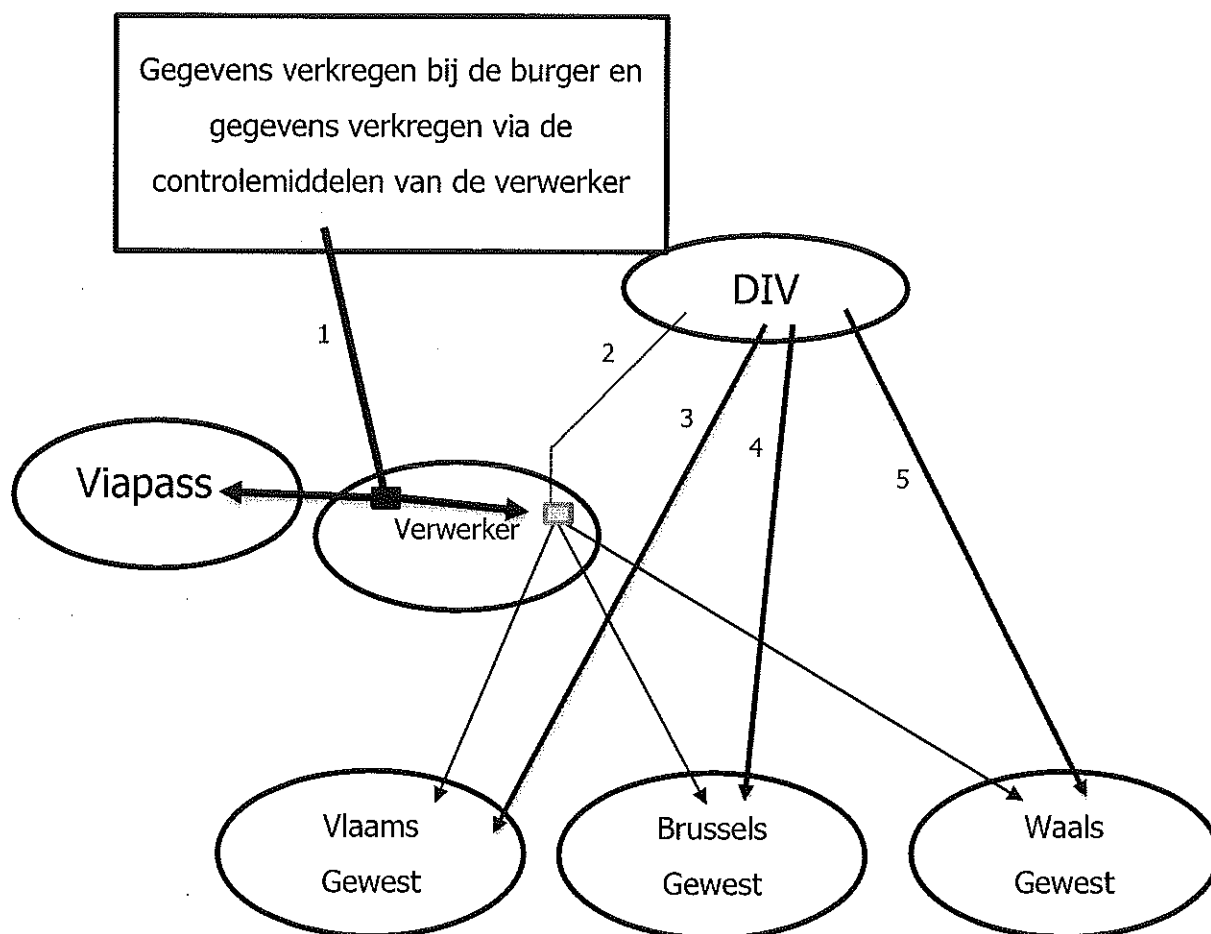 Gegevens verkregen bij de burger en
gegevens verkregen via de
controlemiddelen van de verwerker
DIV
1
2
3
4
5
Viapass
Verwerker
Vlaams
Gewest
Brussels
Gewest
Waals
Gewest